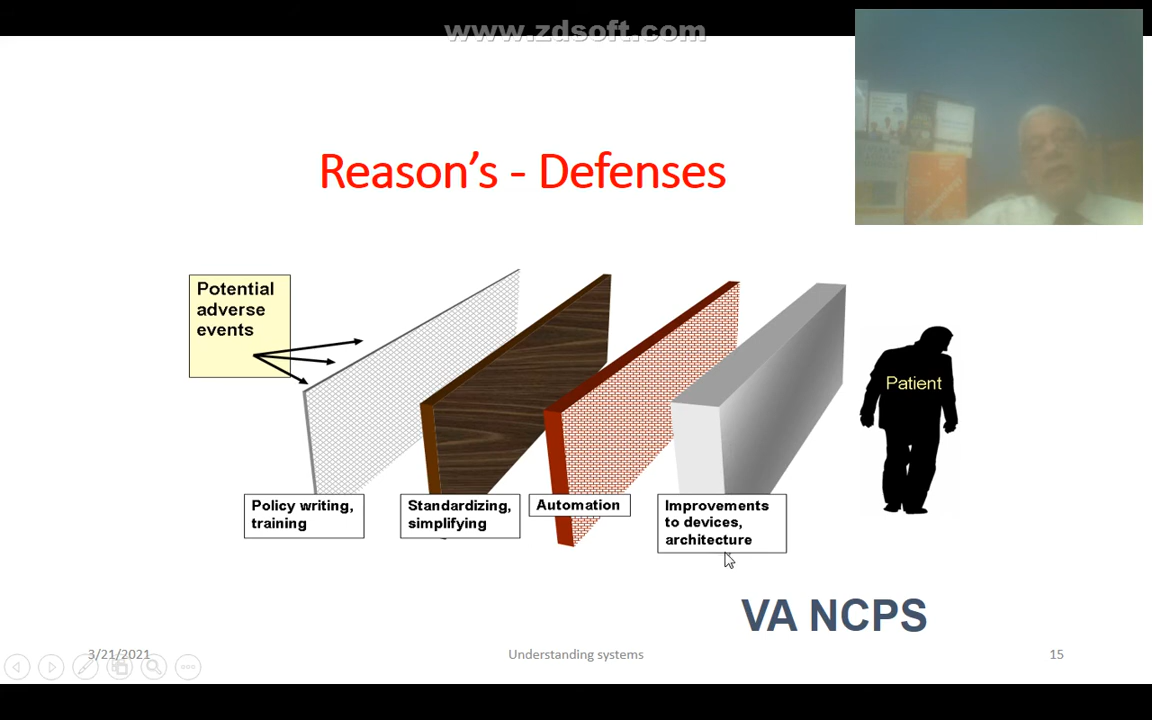 www.zdsoft.com
Reason's - Defenses
Potential
adverse
events
Patient
Policy writing,
training
Standardizing,
simplifying
Automation
Improvements
to devices,
architecture
VA NCPS
3/21/2021
Understanding systems
15